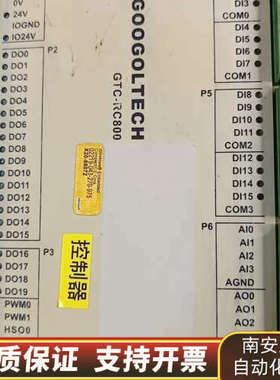 0V
24V
IOGND
IO24V
P2
DO0
DO1
DO2
DO3
DO4
DO5
DO6
DO7
DO8
DO9
DO10
DO11
DO12
DO13
DO14
DO15
DO16
P3
DO17
DO18
DO19
PWM0
PWM1
HSO0
GOOGOLTECH
GTC-RC800
控制器
DI3
COM0
DI4
DI5
DI6
DI7
COM1
P5
DI8
DI9
DI10
DI11
COM2
DI12
DI13
DI14
DI15
COM3
P6
AI0
AI1
AI2
AI3
AGND
AO0
AO1
AO2
质保证 支持开票
南安
自动化